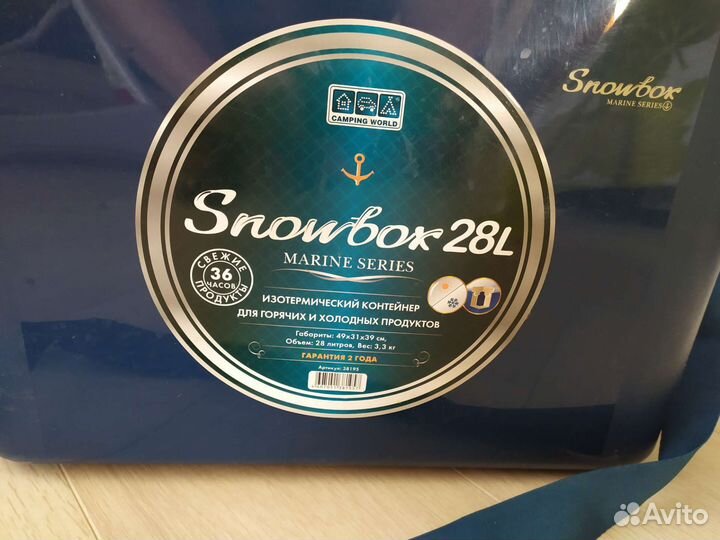 CAMPING WORLD
Snowbox 28L
MARINE SERIES
СВЕЖИЕ
36
ЧАСОВ
ПРОДУКТЫ
ИЗОТЕРМИЧЕСКИЙ КОНТЕЙНЕР
ДЛЯ ГОРЯЧИХ И ХОЛОДНЫХ ПРОДУКТОВ
Габариты: 49х31х39 см,
Объем: 28 литров, Вес: 3,3 кг
ГАРАНТИЯ 2 ГОДА
Артикул: 38195
Snowbox
MARINE SERIES
Avito